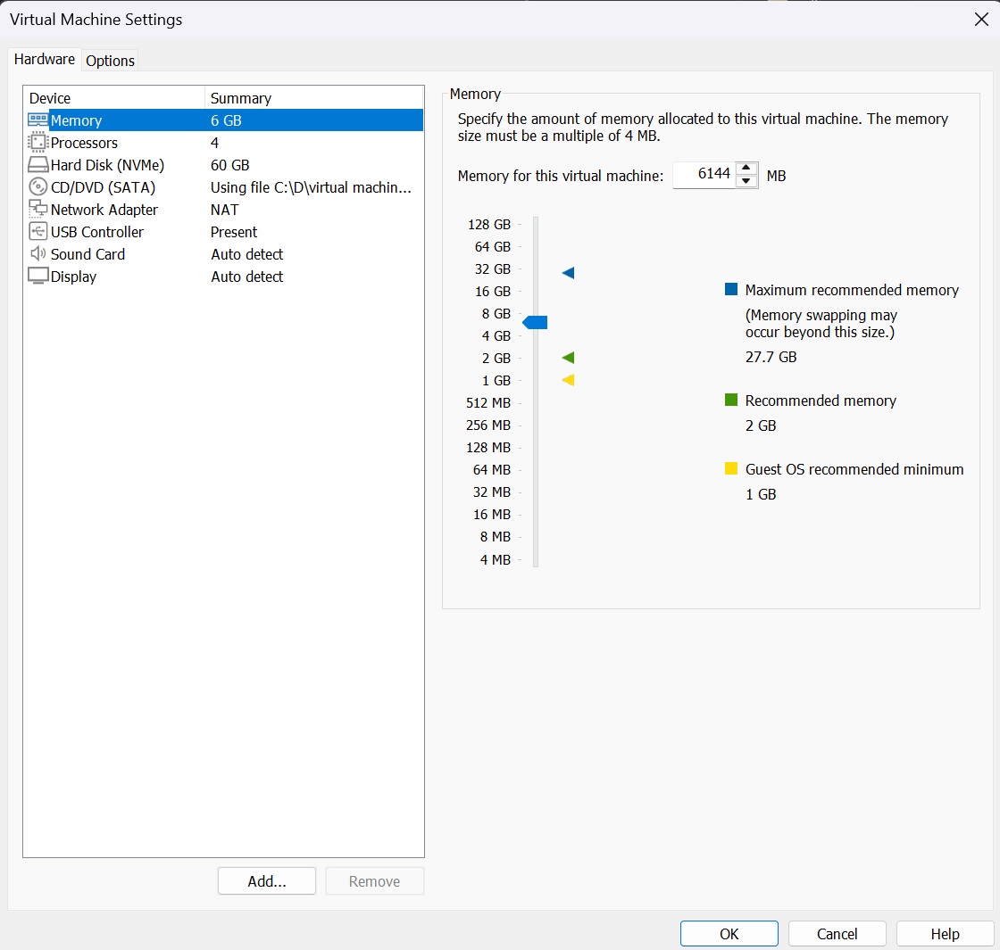 Virtual Machine Settings
Hardware
Options
Device Summary
Memory 6 GB
Processors 4
Hard Disk (NVMe) 60 GB
CD/DVD (SATA) Using file C:\D\virtual machin...
Network Adapter NAT
USB Controller Present
Sound Card Auto detect
Display Auto detect
Add...
Remove
Memory
Specify the amount of memory allocated to this virtual machine. The memory
size must be a multiple of 4 MB.
Memory for this virtual machine: 6144 MB
128 GB
64 GB
32 GB
16 GB
8 GB
4 GB
2 GB
1 GB
512 MB
256 MB
128 MB
64 MB
32 MB
16 MB
8 MB
4 MB
Maximum recommended memory
(Memory swapping may
occur beyond this size.)
27.7 GB
Recommended memory
2 GB
Guest OS recommended minimum
1 GB
OK
Cancel
Help